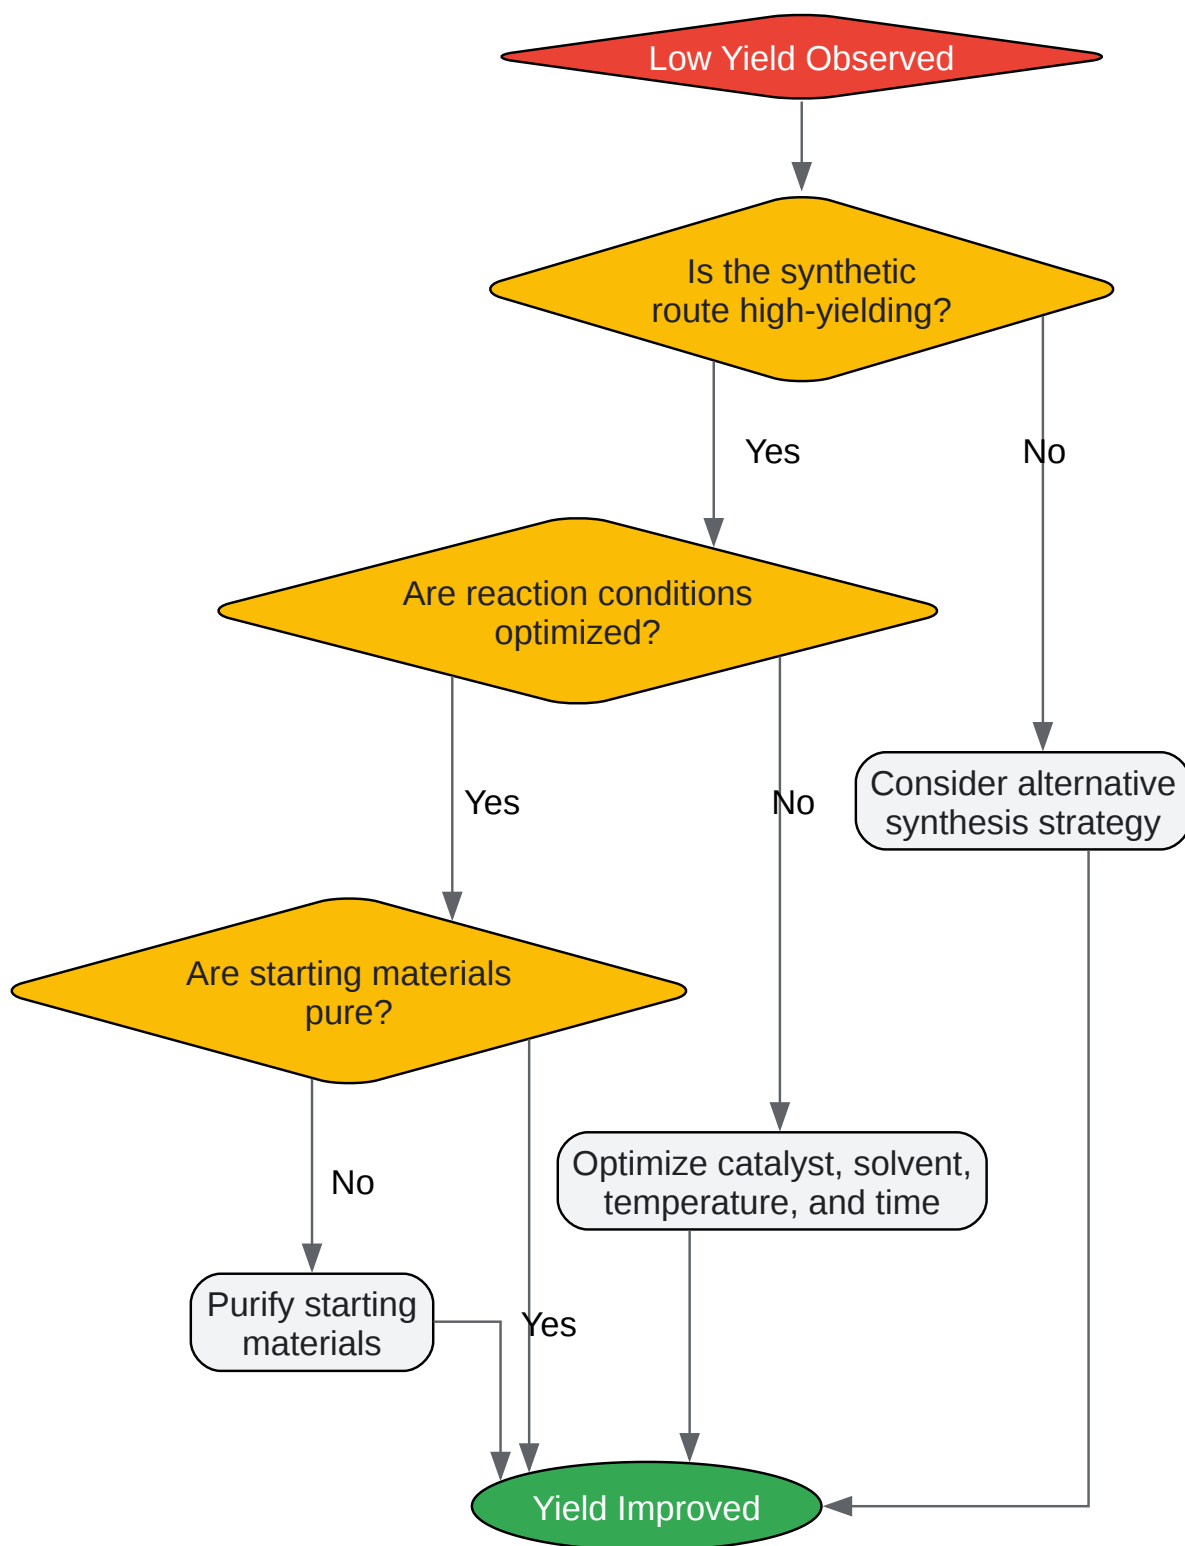 Low Yield Observed
Is the synthetic
route high-yielding?
Yes
No
Are reaction conditions
optimized?
Yes
No
Consider alternative
synthesis strategy
Are starting materials
pure?
No
Optimize catalyst, solvent,
temperature, and time
Purify starting
materials
Yes
Yield Improved